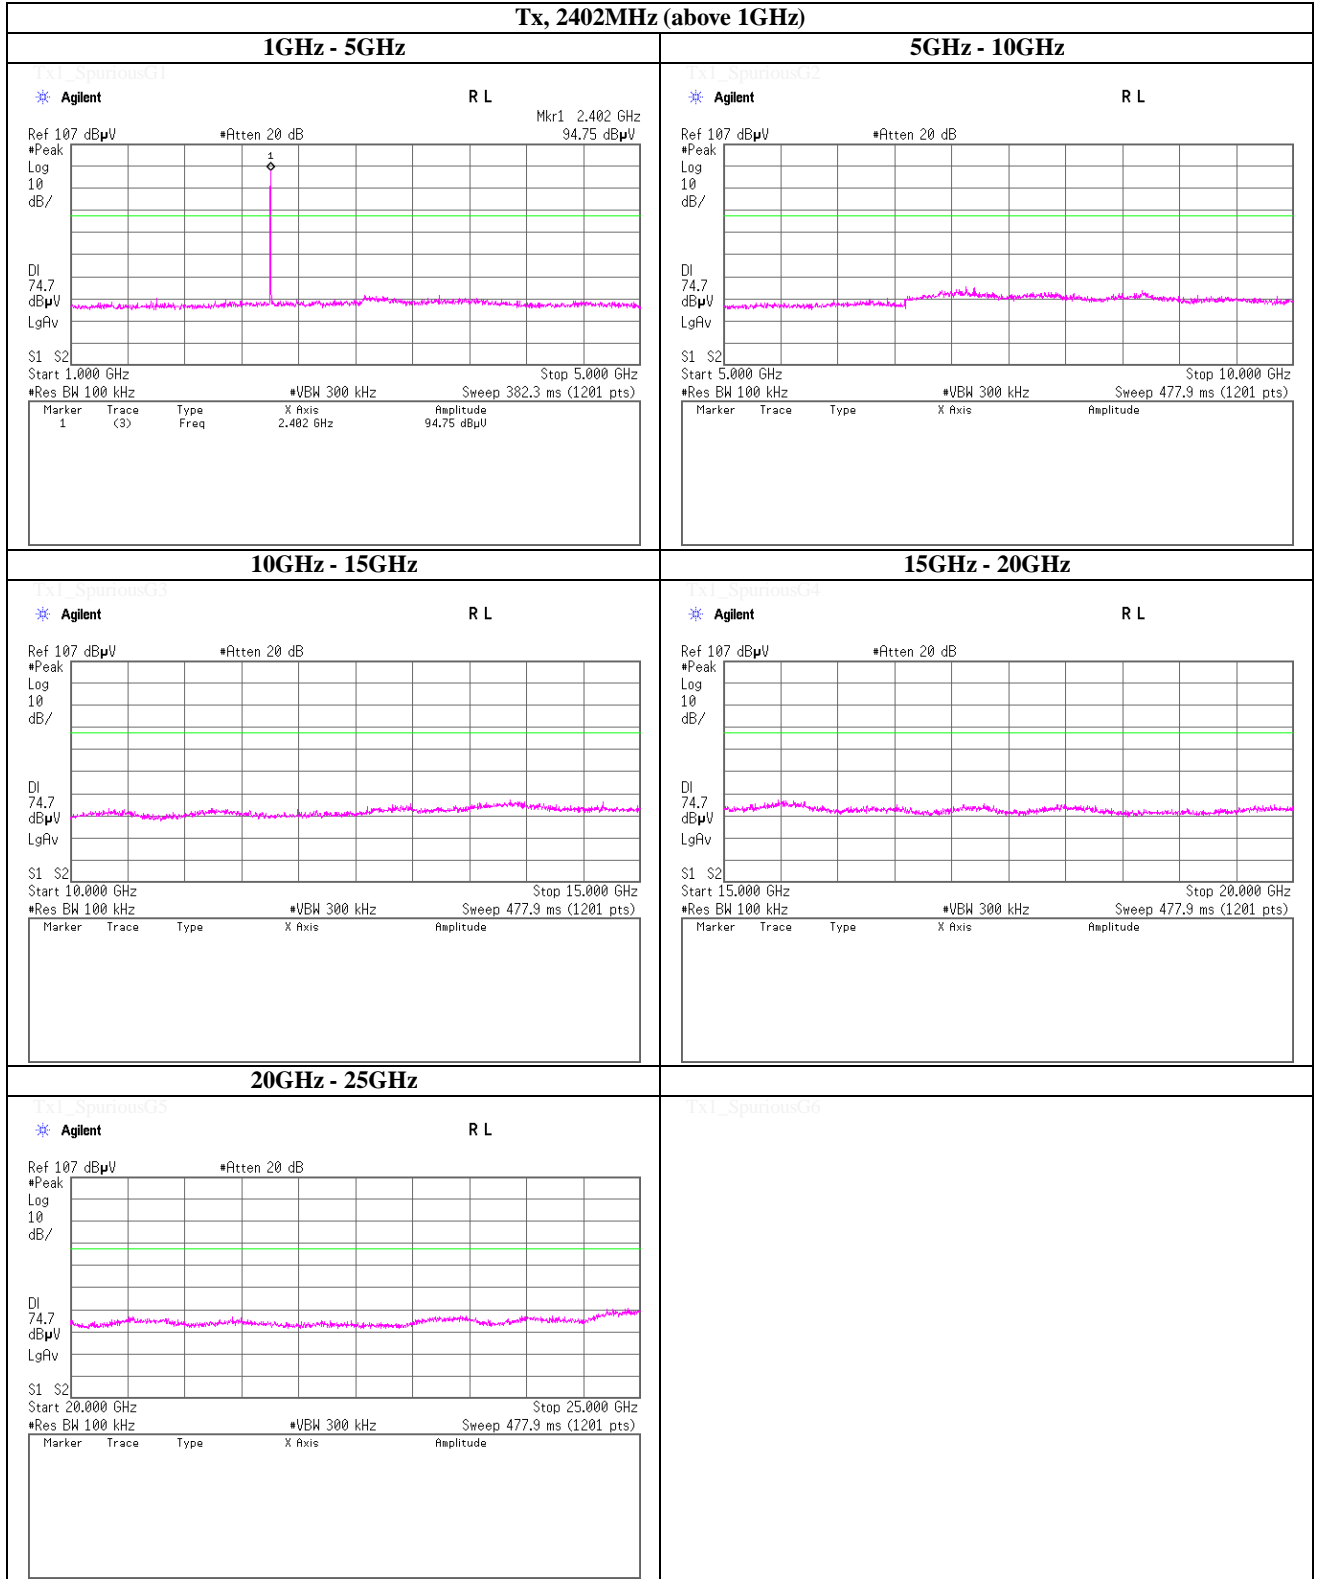 Tx, 2402MHz (above 1GHz)
1GHz - 5GHz
Tx1_SpuriousG1
Agilent
R L
Mkr1 2.402 GHz
Ref 107 dBµV #Atten 20 dB 94.75 dBµV
#Peak
Log
10
dB/
1
DI
74.7
dBµV
LgAv
S1 S2
Start 1.000 GHz Stop 5.000 GHz
#Res BW 100 kHz #VBW 300 kHz Sweep 382.3 ms (1201 pts)
Marker Trace Type X Axis Amplitude
1 (3) Freq 2.402 GHz 94.75 dBµV
5GHz - 10GHz
Tx1_SpuriousG2
Agilent
R L
Ref 107 dBµV #Atten 20 dB
#Peak
Log
10
dB/
DI
74.7
dBµV
LgAv
S1 S2
Start 5.000 GHz Stop 10.000 GHz
#Res BW 100 kHz #VBW 300 kHz Sweep 477.9 ms (1201 pts)
Marker Trace Type X Axis Amplitude
10GHz - 15GHz
Tx1_SpuriousG3
Agilent
R L
Ref 107 dBµV #Atten 20 dB
#Peak
Log
10
dB/
DI
74.7
dBµV
LgAv
S1 S2
Start 10.000 GHz Stop 15.000 GHz
#Res BW 100 kHz #VBW 300 kHz Sweep 477.9 ms (1201 pts)
Marker Trace Type X Axis Amplitude
15GHz - 20GHz
Tx1_SpuriousG4
Agilent
R L
Ref 107 dBµV #Atten 20 dB
#Peak
Log
10
dB/
DI
74.7
dBµV
LgAv
S1 S2
Start 15.000 GHz Stop 20.000 GHz
#Res BW 100 kHz #VBW 300 kHz Sweep 477.9 ms (1201 pts)
Marker Trace Type X Axis Amplitude
20GHz - 25GHz
Tx1_SpuriousG5
Agilent
R L
Ref 107 dBµV #Atten 20 dB
#Peak
Log
10
dB/
DI
74.7
dBµV
LgAv
S1 S2
Start 20.000 GHz Stop 25.000 GHz
#Res BW 100 kHz #VBW 300 kHz Sweep 477.9 ms (1201 pts)
Marker Trace Type X Axis Amplitude
Tx1_SpuriousG6